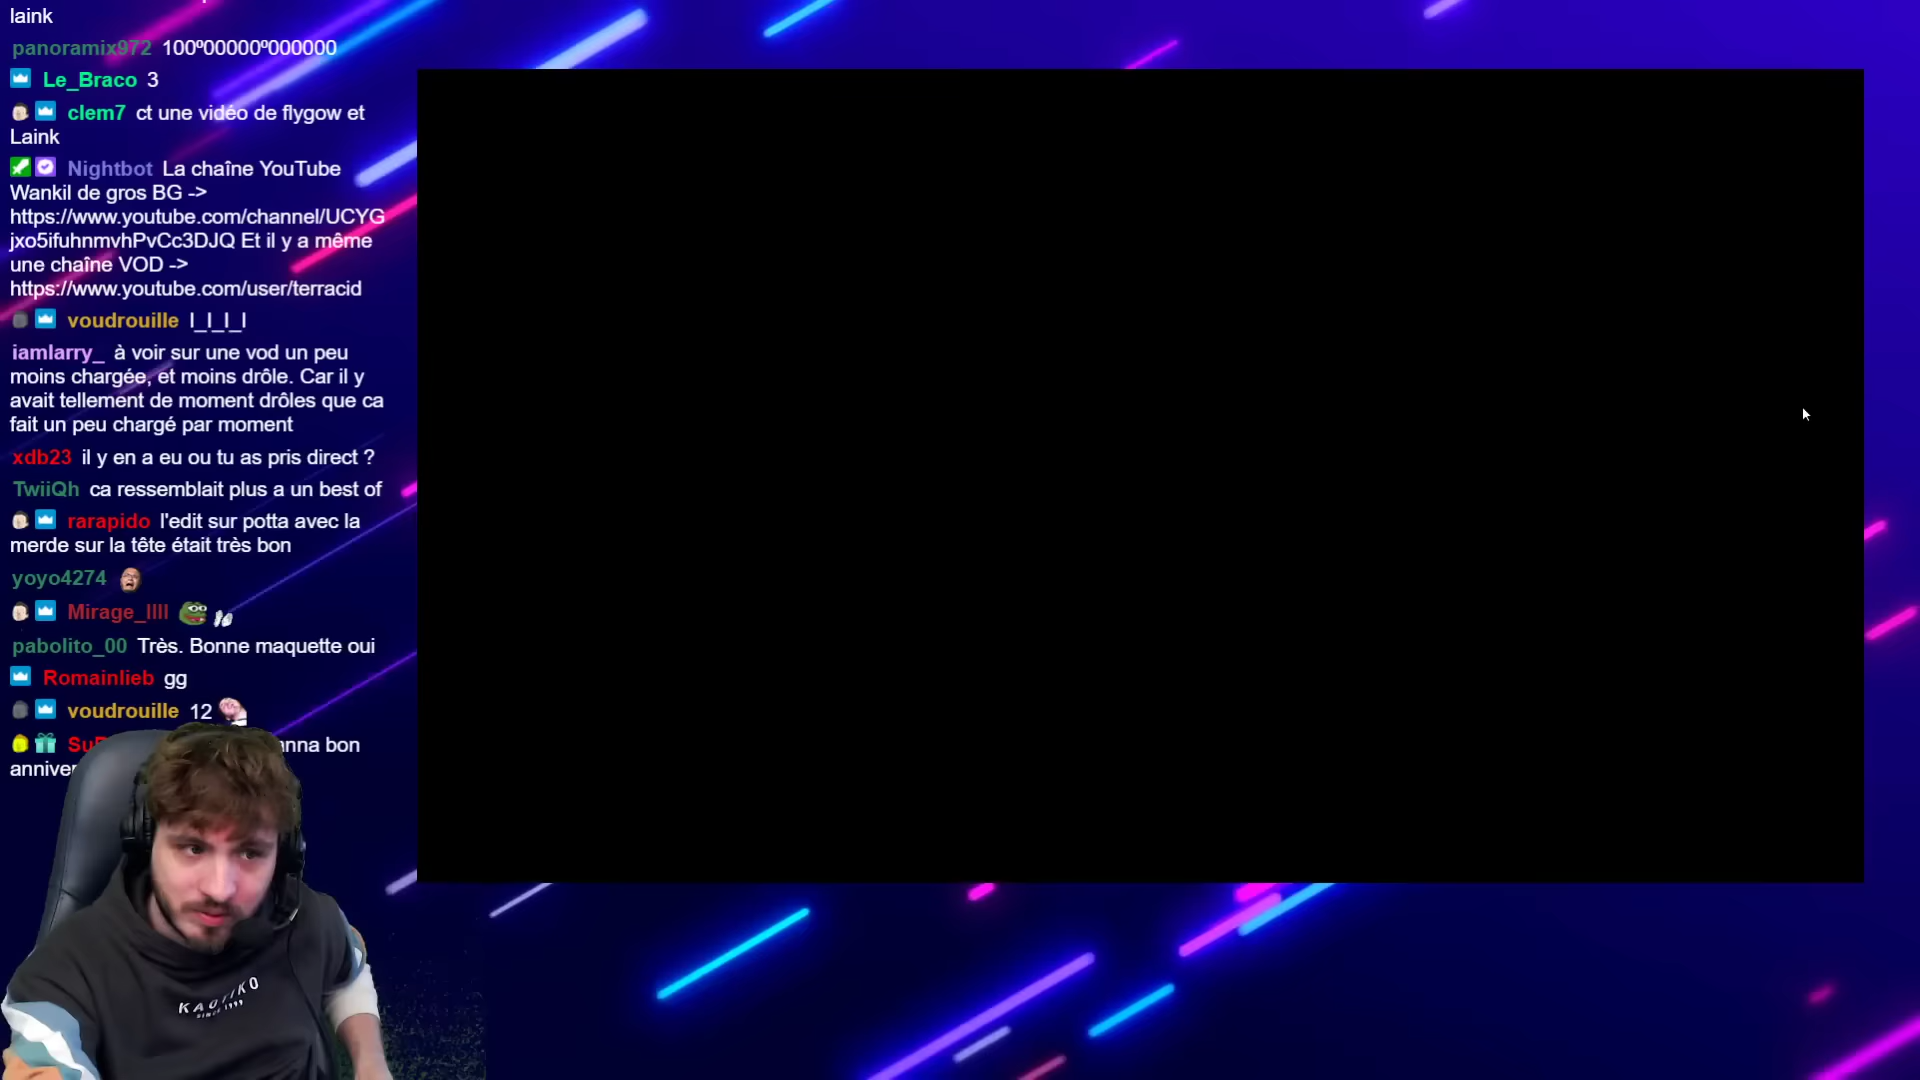 laink
panoramix972 100º00000º000000
Le_Braco 3
clem7 ct une vidéo de flygow et
Laink
Nightbot La chaîne YouTube
Wankil de gros BG ->
https://www.youtube.com/channel/UCYG
jxo5ifuhnmvhPvCc3DJQ Et il y a même
une chaîne VOD ->
https://www.youtube.com/user/terracid
voudrouille I_I_I_I
iamlarry_ à voir sur une vod un peu
moins chargée, et moins drôle. Car il y
avait tellement de moment drôles que ca
fait un peu chargé par moment
xdb23 il y en a eu ou tu as pris direct ?
TwiiQh ca ressemblait plus a un best of
rarapido l'edit sur potta avec la
merde sur la tête était très bon
yoyo4274
Mirage_IIII
pabolito_00 Très. Bonne maquette oui
Romainlieb gg
voudrouille 12
bon
KAOTIKO
SINCE 1999